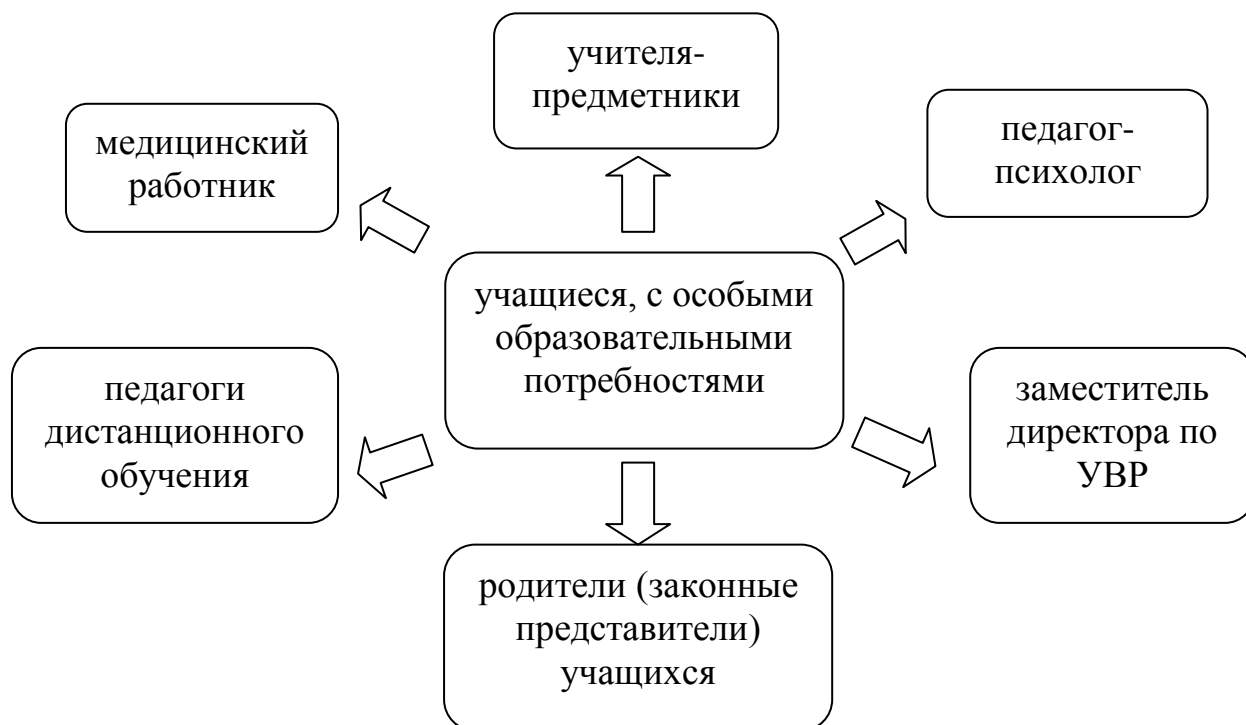 учителя-
предметники
медицинский
работник
педагог-
психолог
учащиеся, с особыми
образовательными
потребностями
педагоги
дистанционного
обучения
заместитель
директора по
УВР
родители (законные
представители)
учащихся